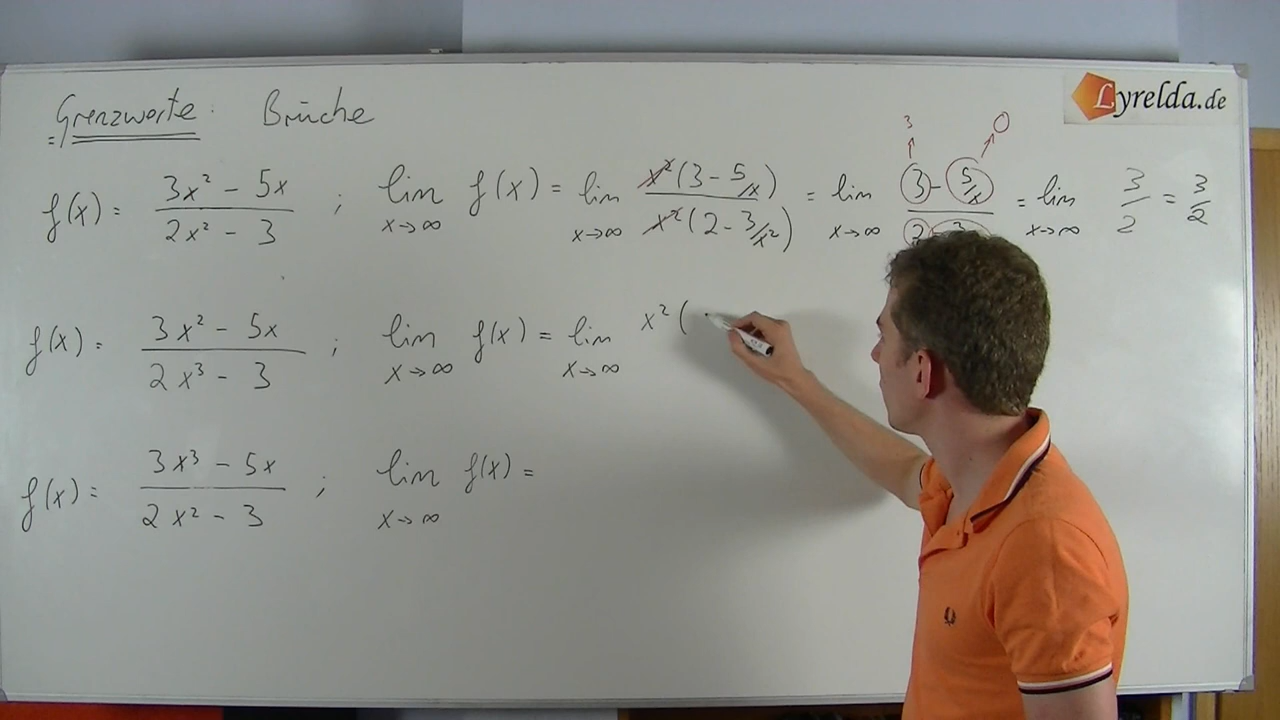 Grenzwerte: Brüche
Lyrelda.de
3 0
f(x) = (3x² - 5x)/(2x² - 3) ; lim x→∞ f(x) = lim x→∞ x²(3 - 5/x)/x²(2 - 3/x²) = lim x→∞ (3 - 5/x)/(2 - 3 = lim x→∞ 3/2 = 3/2
f(x) = (3x² - 5x)/(2x³ - 3) ; lim x→∞ f(x) = lim x→∞ x² (
f(x) = (3x³ - 5x)/(2x² - 3) ; lim x→∞ f(x) =